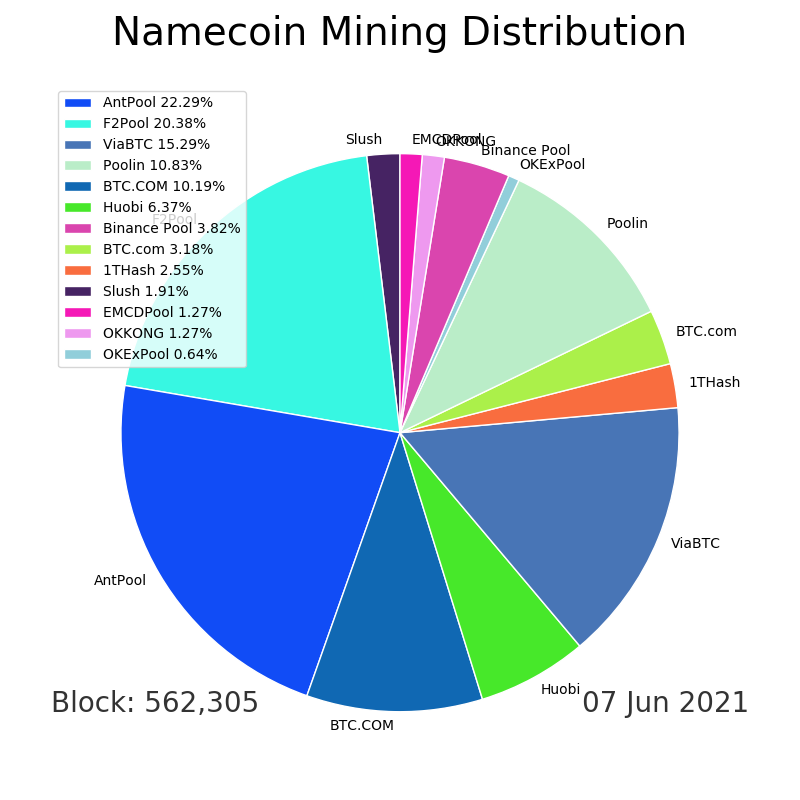 Namecoin Mining Distribution
AntPool 22.29%
F2Pool 20.38%
ViaBTC 15.29%
Poolin 10.83%
BTC.COM 10.19%
Huobi 6.37%
Binance Pool 3.82%
BTC.com 3.18%
1THash 2.55%
Slush 1.91%
EMCDPool 1.27%
OKKONG 1.27%
OKExPool 0.64%
Slush
EMCDPool
OKKONG
Binance Pool
OKExPool
Poolin
F2Pool
BTC.com
1THash
ViaBTC
AntPool
Huobi
BTC.COM
Block: 562,305
07 Jun 2021